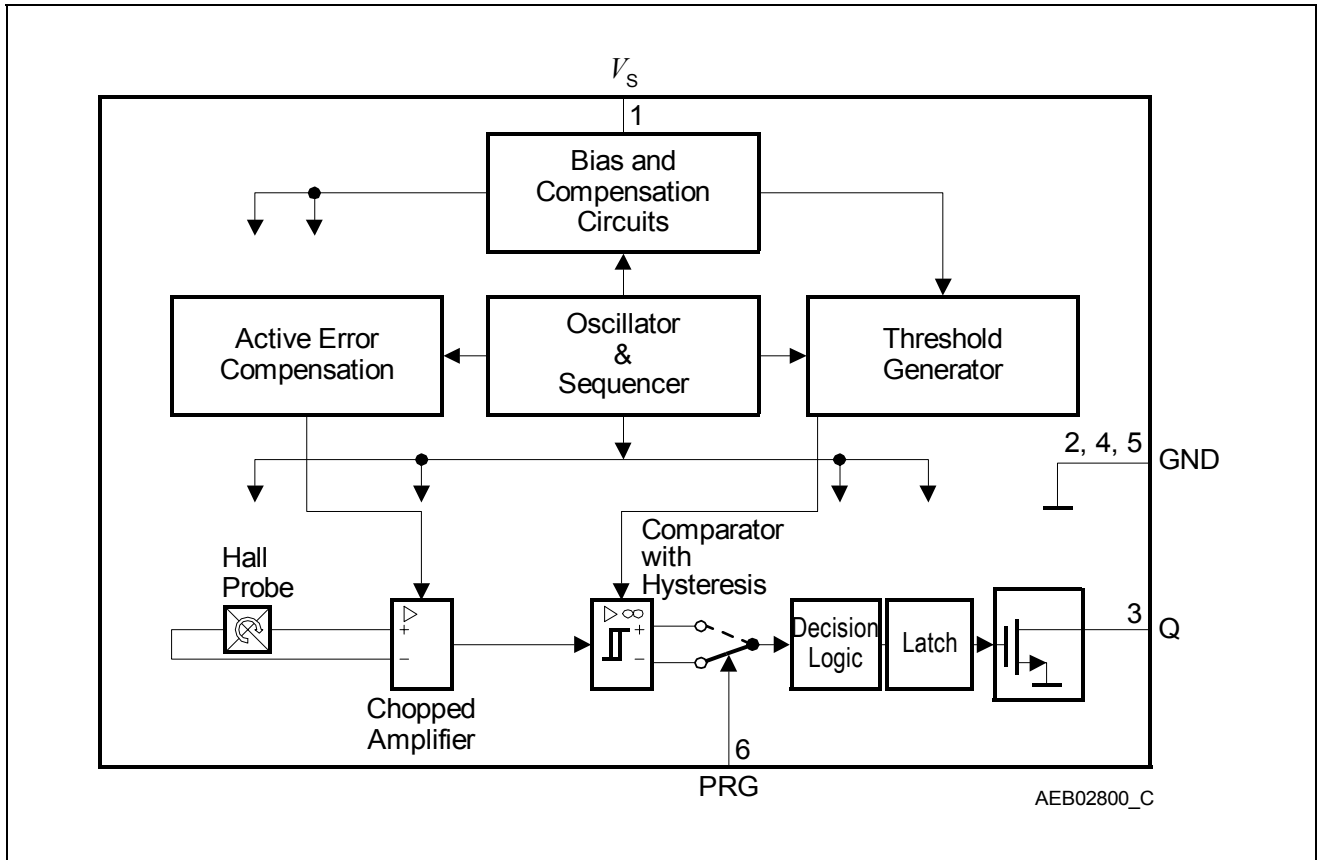 VS
1
Bias and
Compensation
Circuits
Active Error
Compensation
Oscillator
&
Sequencer
Threshold
Generator
2, 4, 5
GND
Comparator
with
Hysteresis
Hall
Probe
▷
+
−
▷ ∞
+
−
Decision
Logic
Latch
3
Q
Chopped
Amplifier
6
PRG
AEB02800_C